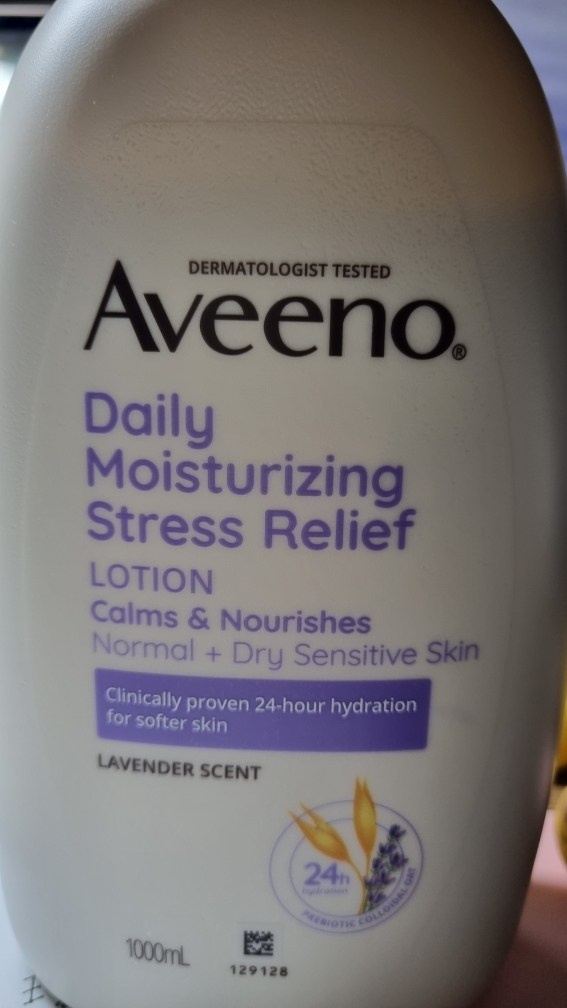 DERMATOLOGIST TESTED
Aveeno®
Daily
Moisturizing
Stress Relief
LOTION
Calms & Nourishes
Normal + Dry Sensitive Skin
Clinically proven 24-hour hydration
for softer skin
LAVENDER SCENT
24h
hydration
PREBIOTIC COLLOIDAL OAT
1000mL
129128